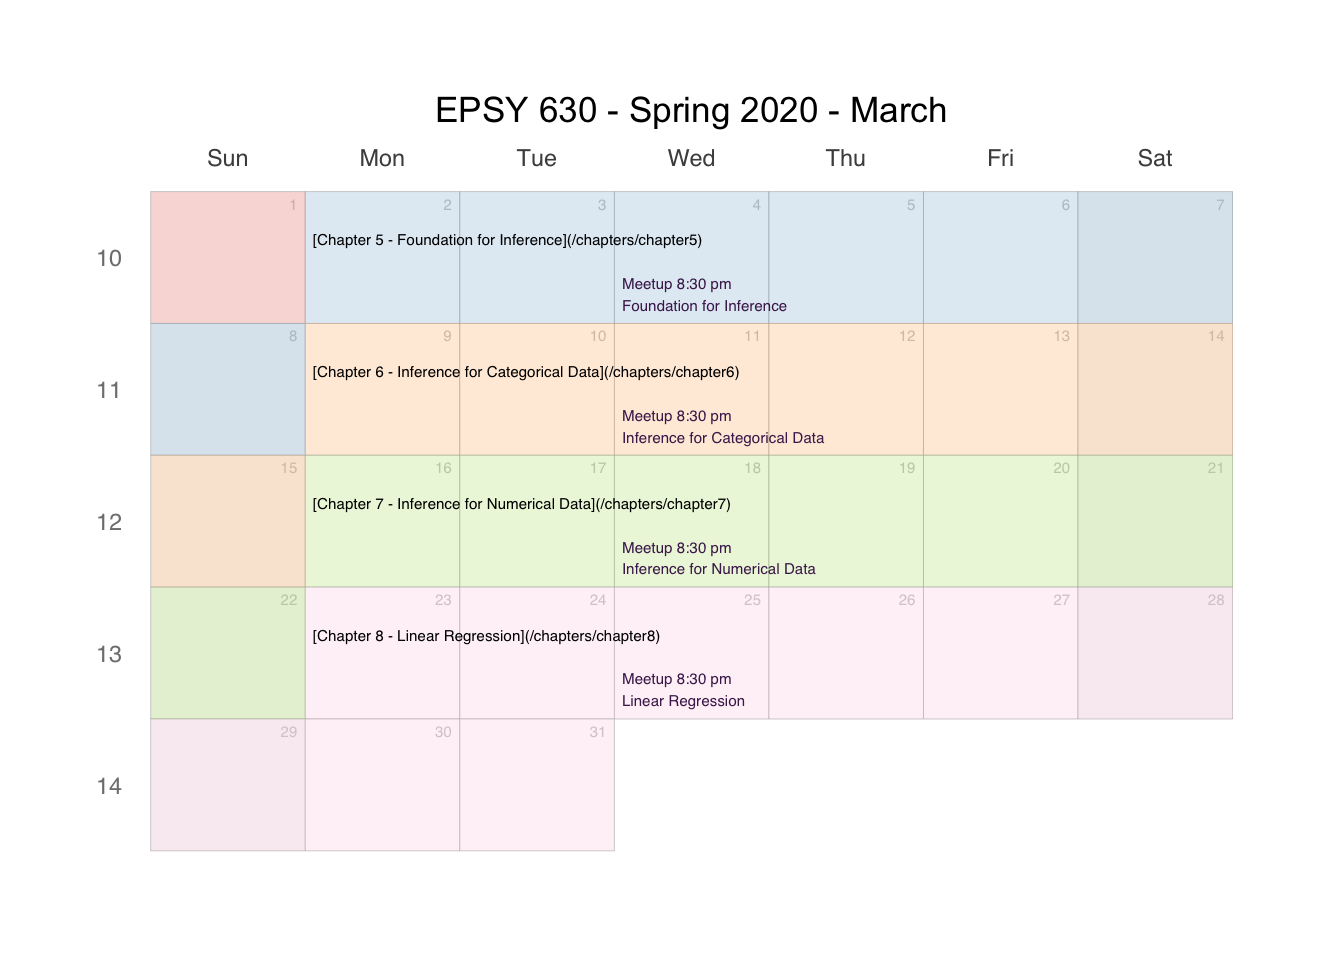 EPSY 630 - Spring 2020 - March
Sun Mon Tue Wed Thu Fri Sat
10
1 2 3 4 5 6 7
[Chapter 5 - Foundation for Inference](/chapters/chapter5)
Meetup 8:30 pm
Foundation for Inference
11
8 9 10 11 12 13 14
[Chapter 6 - Inference for Categorical Data](/chapters/chapter6)
Meetup 8:30 pm
Inference for Categorical Data
12
15 16 17 18 19 20 21
[Chapter 7 - Inference for Numerical Data](/chapters/chapter7)
Meetup 8:30 pm
Inference for Numerical Data
13
22 23 24 25 26 27 28
[Chapter 8 - Linear Regression](/chapters/chapter8)
Meetup 8:30 pm
Linear Regression
14
29 30 31